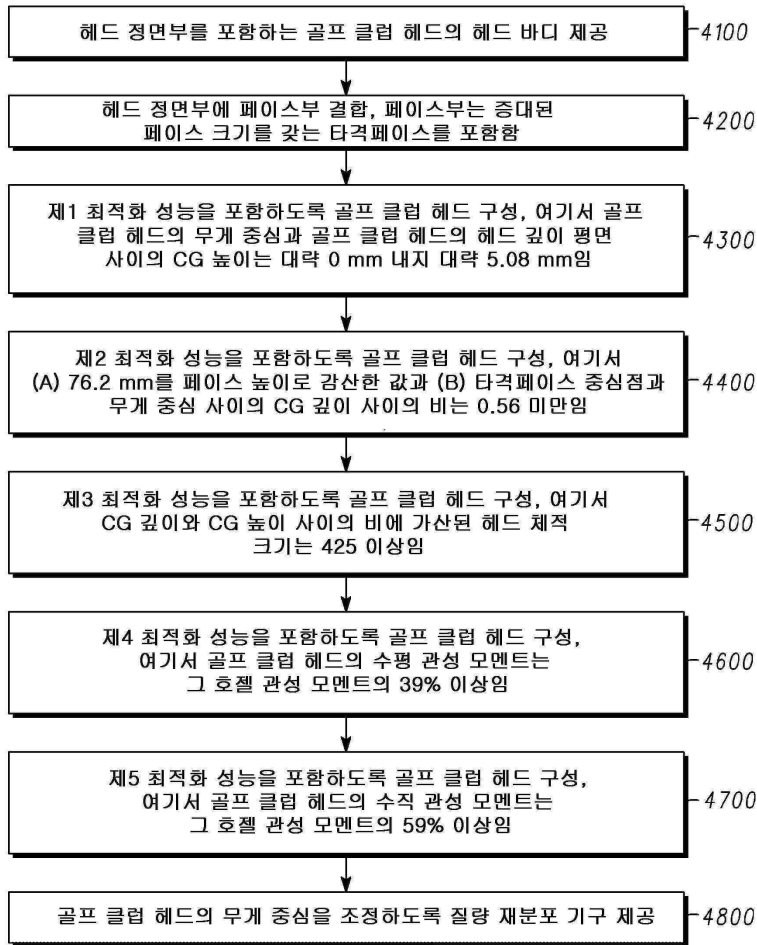 헤드 정면부를 포함하는 골프 클럽 헤드의 헤드 바디 제공
4100
헤드 정면부에 페이스부 결합, 페이스부는 증대된
페이스 크기를 갖는 타격페이스를 포함함
4200
제1 최적화 성능을 포함하도록 골프 클럽 헤드 구성, 여기서 골프
클럽 헤드의 무게 중심과 골프 클럽 헤드의 헤드 깊이 평면
사이의 CG 높이는 대략 0 mm 내지 대략 5.08 mm임
4300
제2 최적화 성능을 포함하도록 골프 클럽 헤드 구성, 여기서
(A) 76.2 mm를 페이스 높이로 감산한 값과 (B) 타격페이스 중심점과
무게 중심 사이의 CG 깊이 사이의 비는 0.56 미만임
4400
제3 최적화 성능을 포함하도록 골프 클럽 헤드 구성, 여기서
CG 깊이와 CG 높이 사이의 비에 가산된 헤드 체적
크기는 425 이상임
4500
제4 최적화 성능을 포함하도록 골프 클럽 헤드 구성,
여기서 골프 클럽 헤드의 수평 관성 모멘트는
그 호젤 관성 모멘트의 39% 이상임
4600
제5 최적화 성능을 포함하도록 골프 클럽 헤드 구성,
여기서 골프 클럽 헤드의 수직 관성 모멘트는
그 호젤 관성 모멘트의 59% 이상임
4700
골프 클럽 헤드의 무게 중심을 조정하도록 질량 재분포 기구 제공
4800